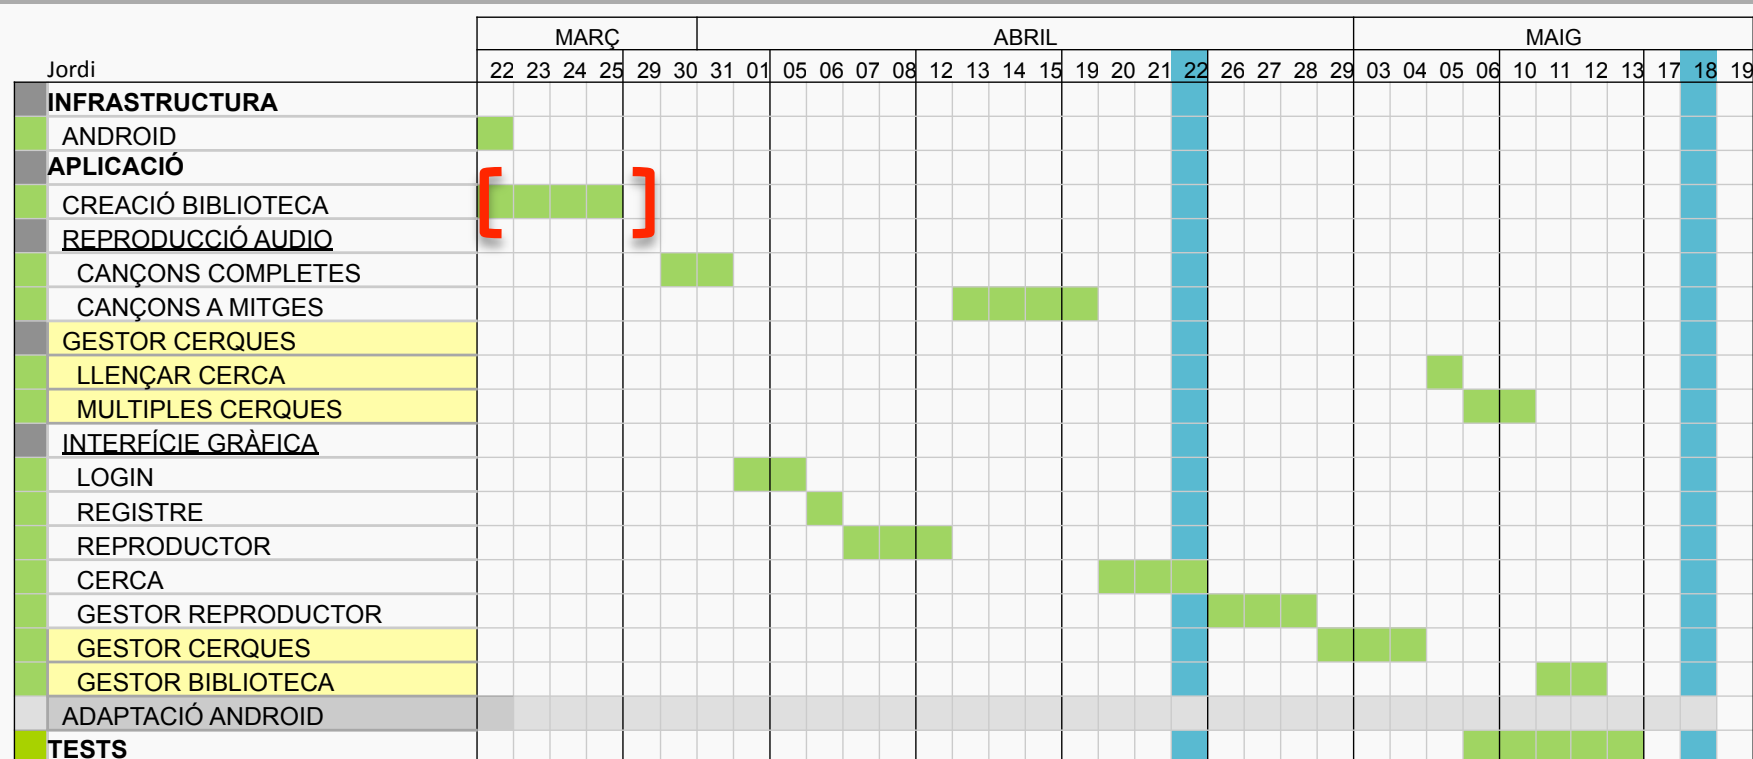 MARÇ ABRIL MAIG
Jordi 22 23 24 25 29 30 31 01 05 06 07 08 12 13 14 15 19 20 21 22 26 27 28 29 03 04 05 06 10 11 12 13 17 18 19
INFRASTRUCTURA
ANDROID
APLICACIÓ
CREACIÓ BIBLIOTECA
REPRODUCCIÓ AUDIO
CANÇONS COMPLETES
CANÇONS A MITGES
GESTOR CERQUES
LLENÇAR CERCA
MULTIPLES CERQUES
INTERFÍCIE GRÀFICA
LOGIN
REGISTRE
REPRODUCTOR
CERCA
GESTOR REPRODUCTOR
GESTOR CERQUES
GESTOR BIBLIOTECA
ADAPTACIÓ ANDROID
TESTS